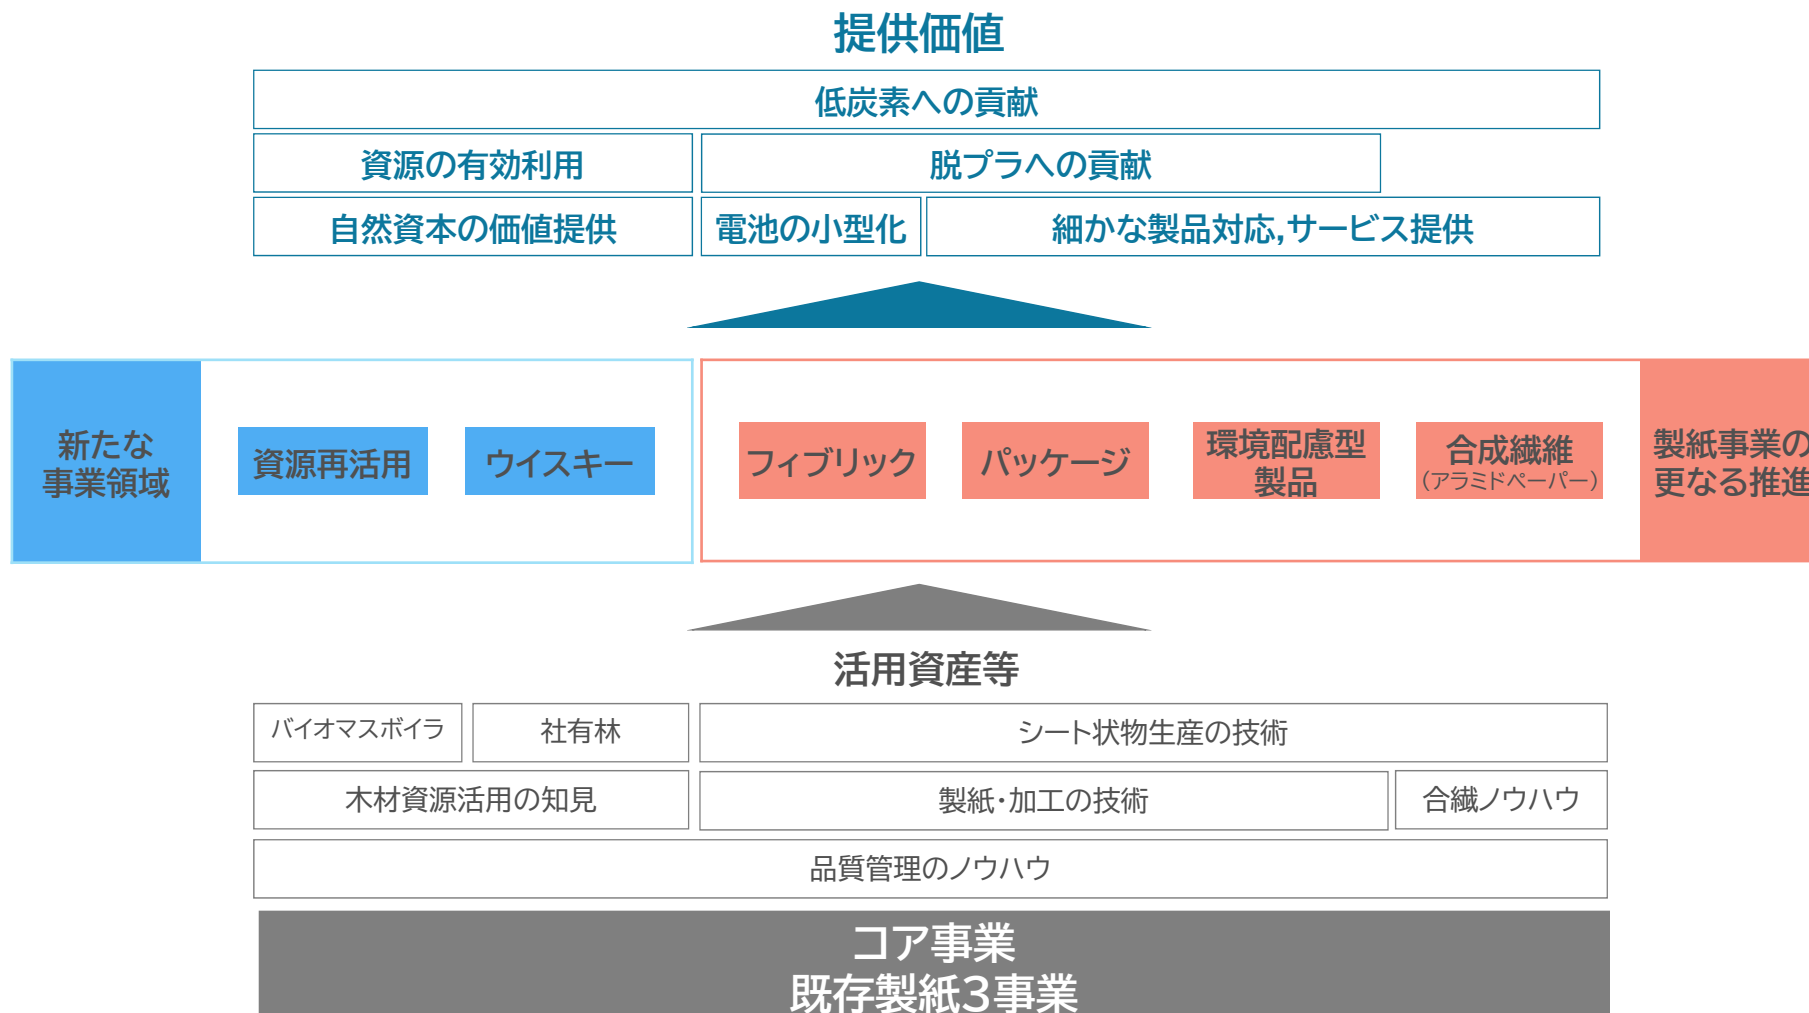 提供価値
低炭素への貢献
資源の有効利用
脱プラへの貢献
自然資本の価値提供
電池の小型化
細かな製品対応,サービス提供
新たな
事業領域
資源再活用
ウイスキー
フィブリック
パッケージ
環境配慮型
製品
合成繊維
(アラミドペーパー)
製紙事業の
更なる推進
活用資産等
バイオマスボイラ
社有林
シート状物生産の技術
木材資源活用の知見
製紙・加工の技術
合繊ノウハウ
品質管理のノウハウ
コア事業
既存製紙3事業